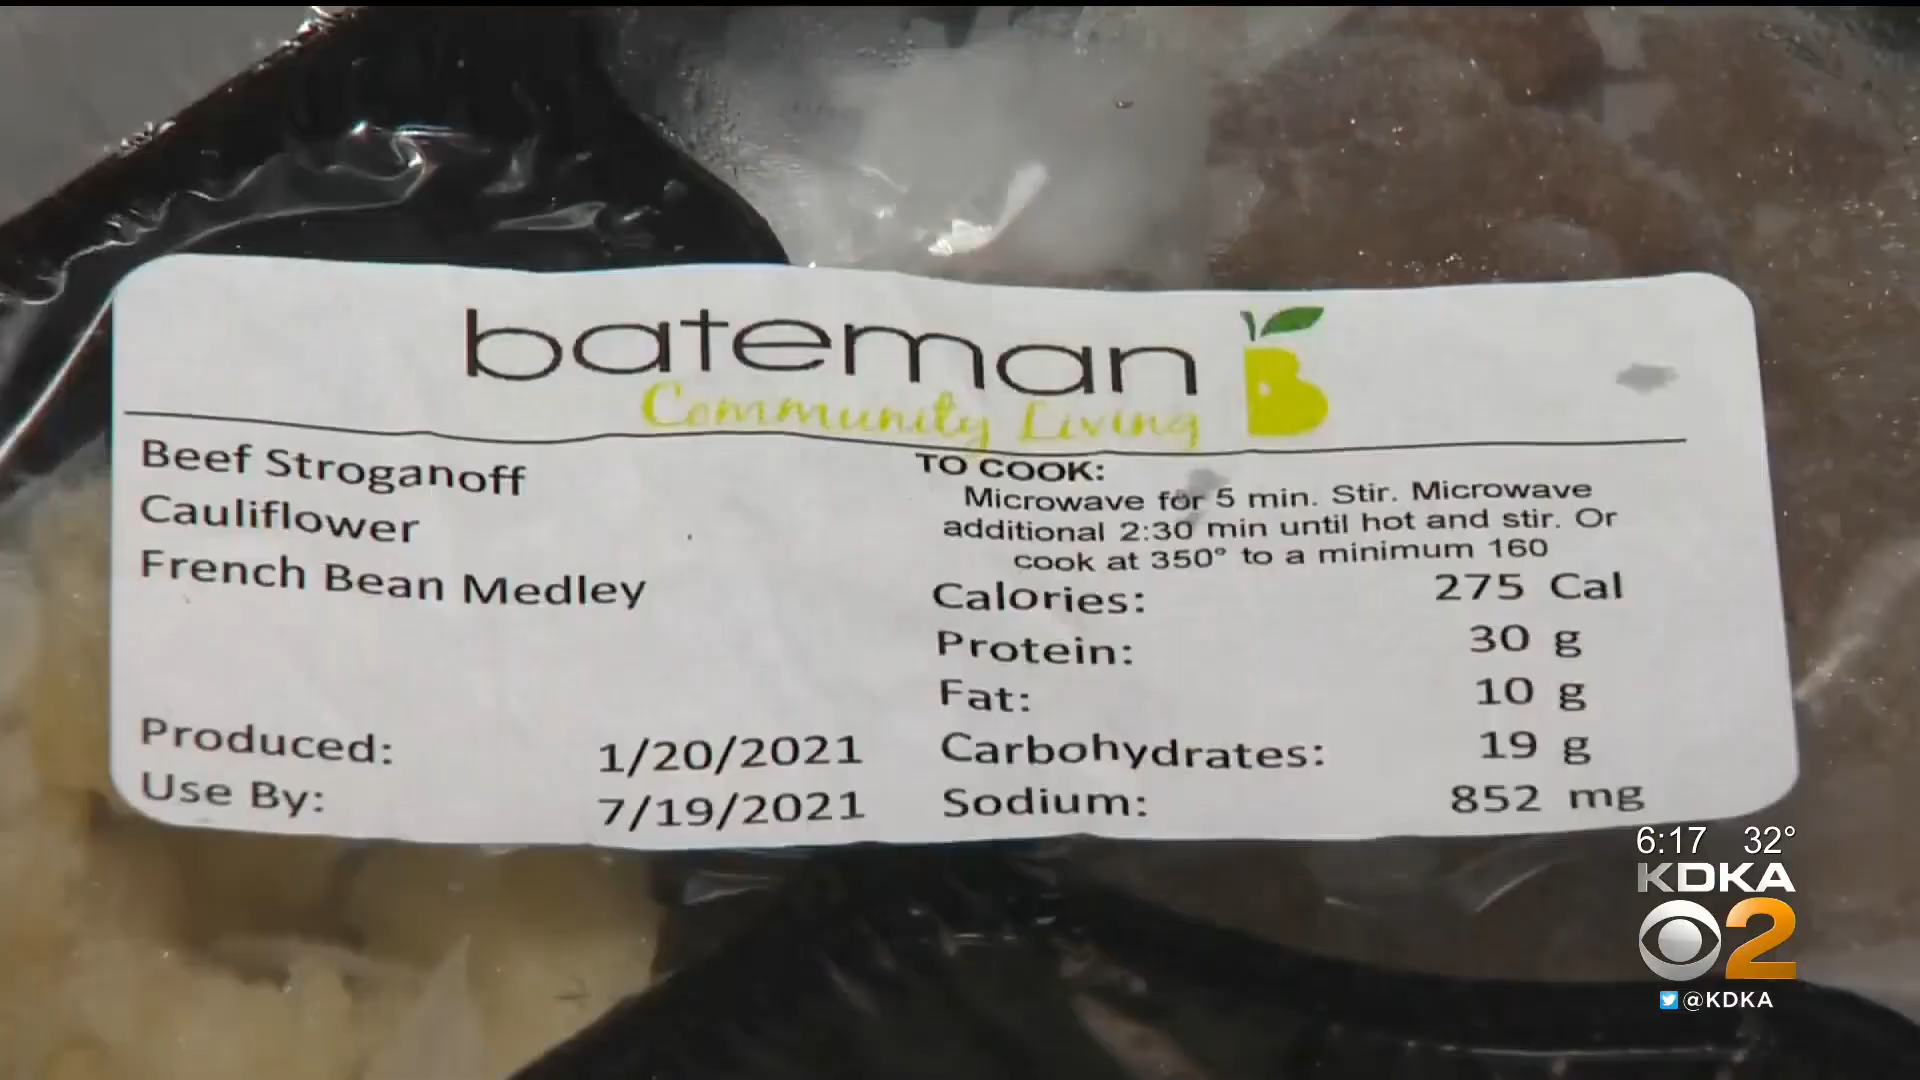 bateman B
Community Living
Beef Stroganoff
Cauliflower
French Bean Medley
Produced: 1/20/2021
Use By: 7/19/2021
TO COOK:
Microwave for 5 min. Stir. Microwave
additional 2:30 min until hot and stir. Or
cook at 350° to a minimum 160
Calories: 275 Cal
Protein: 30 g
Fat: 10 g
Carbohydrates: 19 g
Sodium: 852 mg
6:17 32°
KDKA
2
@KDKA